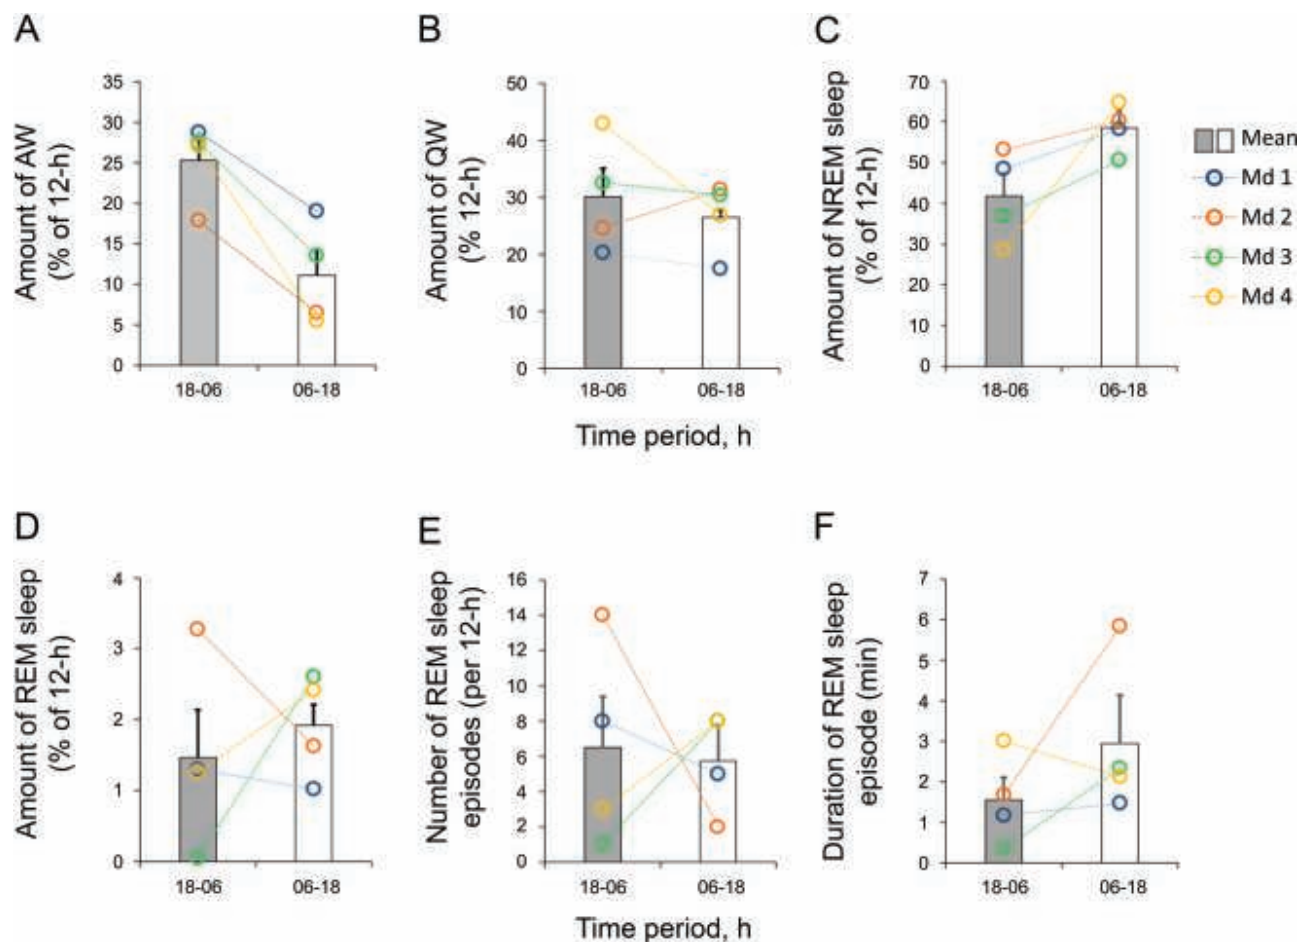 A
Amount of AW
(% of 12-h)
35
30
25
20
15
10
5
0
18-06
06-18
B
Amount of QW
(% 12-h)
50
40
30
20
10
0
18-06
06-18
Time period, h
C
Amount of NREM sleep
(% of 12-h)
70
60
50
40
30
20
10
0
18-06
06-18
Mean
Md 1
Md 2
Md 3
Md 4
D
Amount of REM sleep
(% of 12-h)
4
3
2
1
0
18-06
06-18
E
Number of REM sleep
episodes (per 12-h)
16
14
12
10
8
6
4
2
0
18-06
06-18
Time period, h
F
Duration of REM sleep
episode (min)
7
6
5
4
3
2
1
0
18-06
06-18